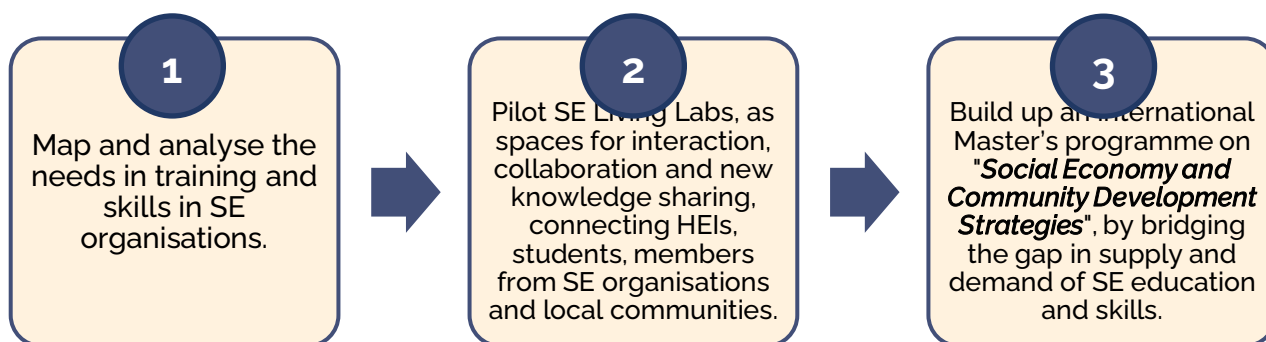 1
Map and analyse the
needs in training and
skills in SE
organisations.
2
Pilot SE Living Labs, as
spaces for interaction,
collaboration and new
knowledge sharing,
connecting HEIs,
students, members
from SE organisations
and local communities.
3
Build up an international
Master's programme on
"Social Economy and
Community Development
Strategies", by bridging
the gap in supply and
demand of SE education
and skills.